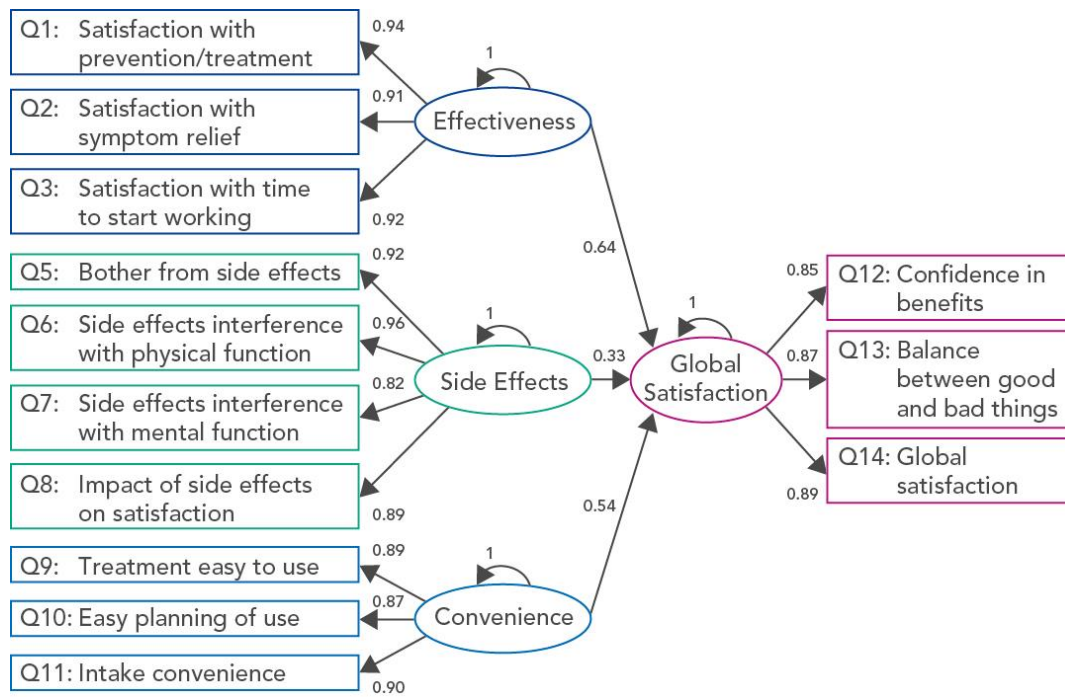 Q1: Satisfaction with
prevention/treatment
0.94
Q2: Satisfaction with
symptom relief
0.91
Q3: Satisfaction with time
to start working
0.92
1
Effectiveness
0.64
Q5: Bother from side effects
0.92
Q6: Side effects interference
with physical function
0.96
Q7: Side effects interference
with mental function
0.82
Q8: Impact of side effects
on satisfaction
0.89
1
Side Effects
0.33
Q9: Treatment easy to use
0.89
Q10: Easy planning of use
0.87
Q11: Intake convenience
0.90
1
Convenience
0.54
1
Global
Satisfaction
0.85
Q12: Confidence in
benefits
0.87
Q13: Balance
between good
and bad things
0.89
Q14: Global
satisfaction